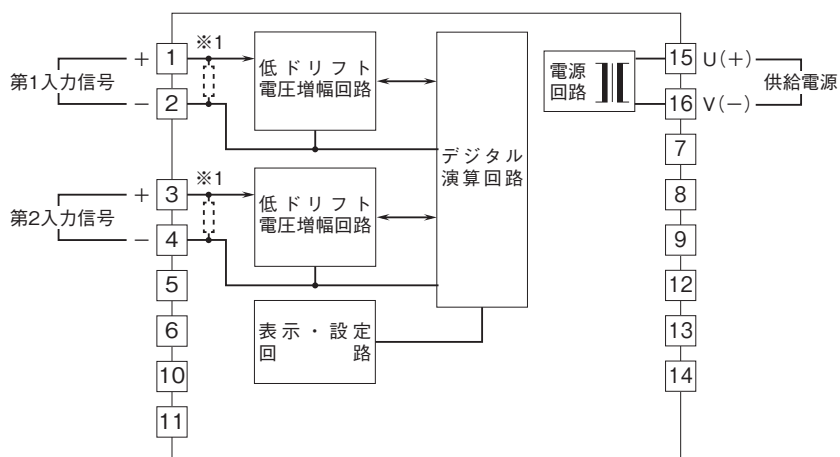 第1入力信号
+
−
1
2
※1
低ドリフト
電圧増幅回路
第2入力信号
+
−
3
4
※1
低ドリフト
電圧増幅回路
5
6
10
11
表示・設定
回路
デジタル
演算回路
電源
回路
15
U(+)
16
V(−)
供給電源
7
8
9
12
13
14